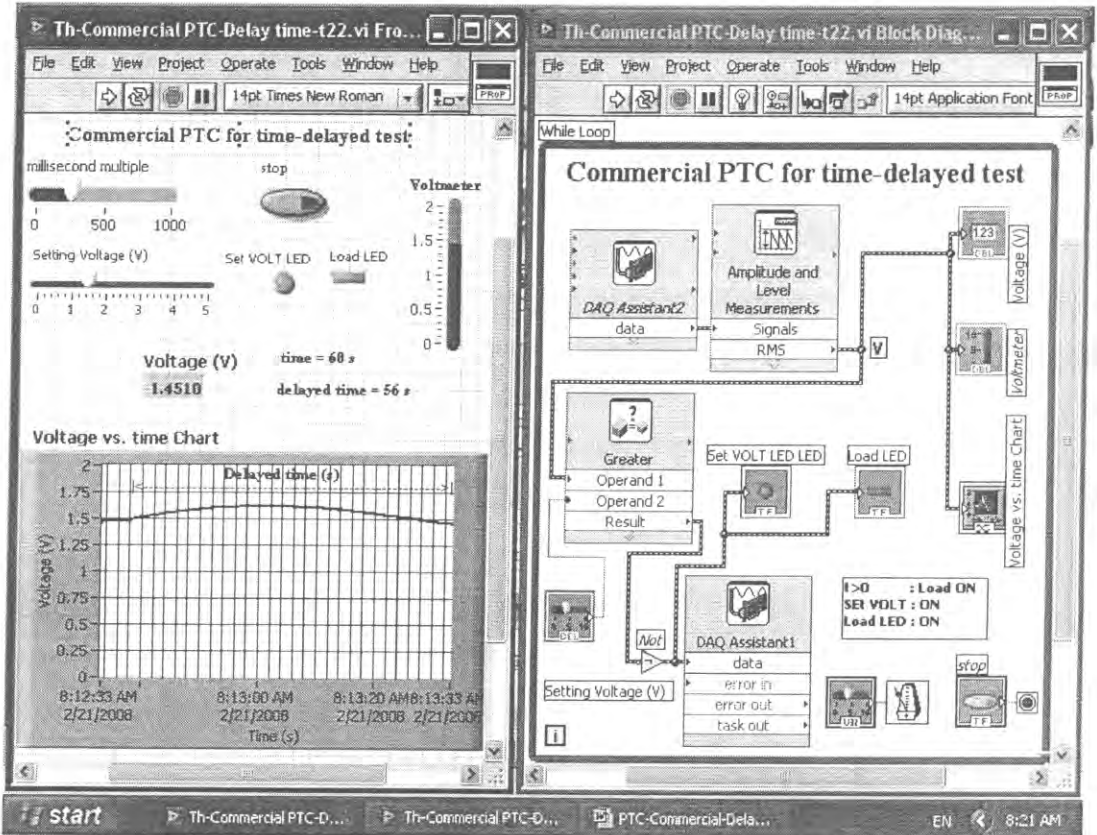 Th-Commercial PTC-Delay time-t22.vi Fro...
File Edit View Project Operate Tools Window Help
14pt Times New Roman
PRoP
Commercial PTC for time-delayed test
millisecond multiple
stop
Voltmeter
0 500 1000
2
1.5
1
0.5
0
Setting Voltage (V)
Set VOLT LED
Load LED
0 1 2 3 4 5
Voltage (V)
1.4510
time = 68 s
delayed time = 56 s
Voltage vs. time Chart
Delayed time (s)
2
1.75
1.5
1.25
1
0.75
0.5
0.25
0
Voltage (V)
8:12:33 AM 8:13:00 AM 8:13:20 AM 8:13:33 AM
2/21/2008 2/21/2008 2/21/2008 2/21/2008
Time (s)
Th-Commercial PTC-Delay time-t22.vi Block Diag...
File Edit View Project Operate Tools Window Help
14pt Application Font
PRoP
While Loop
Commercial PTC for time-delayed test
DAQ Assistant2
data
Amplitude and
Level
Measurements
Signals
RMS
V
1.23
DBL
Voltage (V)
DBL
Voltmeter
Voltage vs. time Chart
?
Greater
Operand 1
Operand 2
Result
Set VOLT LED LED
TF
Load LED
TF
DBL
Not
Setting Voltage (V)
DAQ Assistant1
data
error in
error out
task out
I>0 : Load ON
SEt VOLT : ON
Load LED : ON
stop
TF
i
start
Th-Commercial PTC-D...
Th-Commercial PTC-D...
PTC-Commercial-Dela...
EN
8:21 AM